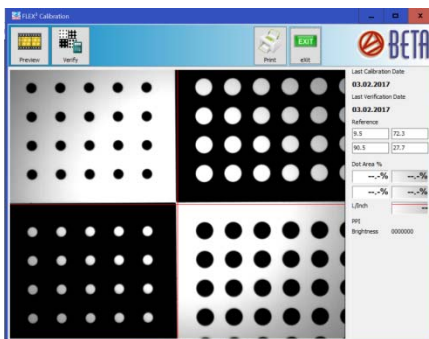 FLEX³ Calibration
Preview
Verify
Print
eXit
EXIT
BETA
Last Calibration Date
03.02.2017
Last Verification Date
03.02.2017
Reference
9.5 72.3
90.5 27.7
Dot Area %
--.-% --.-%
--.-% --.-%
L/Inch --
PPI
Brightness 0000000